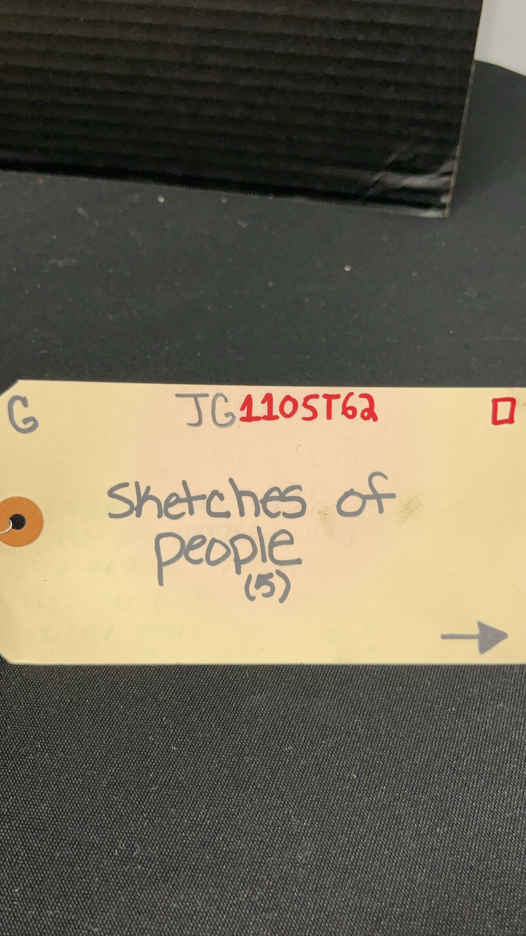 G JG1105T62
Sketches of
people
(5)